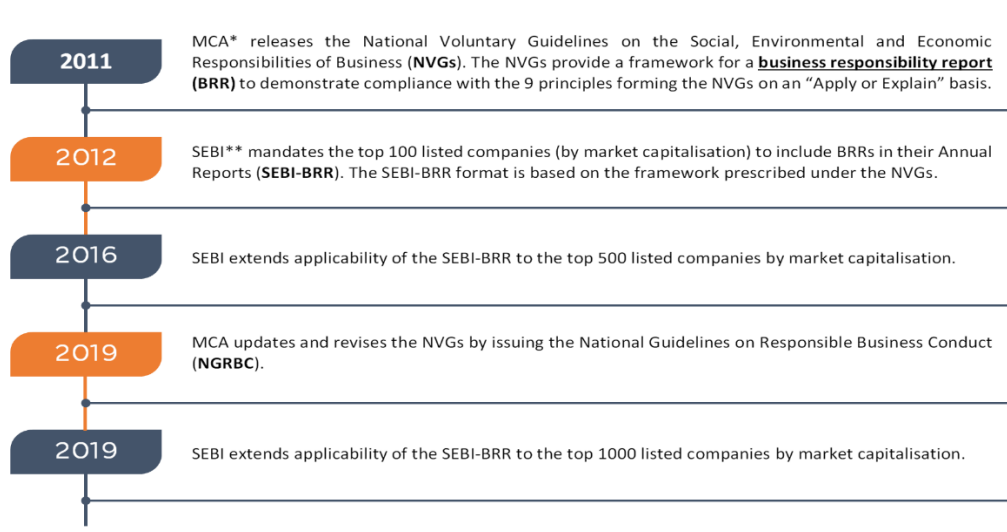 2011
MCA* releases the National Voluntary Guidelines on the Social, Environmental and Economic
Responsibilities of Business (NVGs). The NVGs provide a framework for a business responsibility report
(BRR) to demonstrate compliance with the 9 principles forming the NVGs on an “Apply or Explain” basis.
2012
SEBI** mandates the top 100 listed companies (by market capitalisation) to include BRRs in their Annual
Reports (SEBI-BRR). The SEBI-BRR format is based on the framework prescribed under the NVGs.
2016
SEBI extends applicability of the SEBI-BRR to the top 500 listed companies by market capitalisation.
2019
MCA updates and revises the NVGs by issuing the National Guidelines on Responsible Business Conduct
(NGRBC).
2019
SEBI extends applicability of the SEBI-BRR to the top 1000 listed companies by market capitalisation.